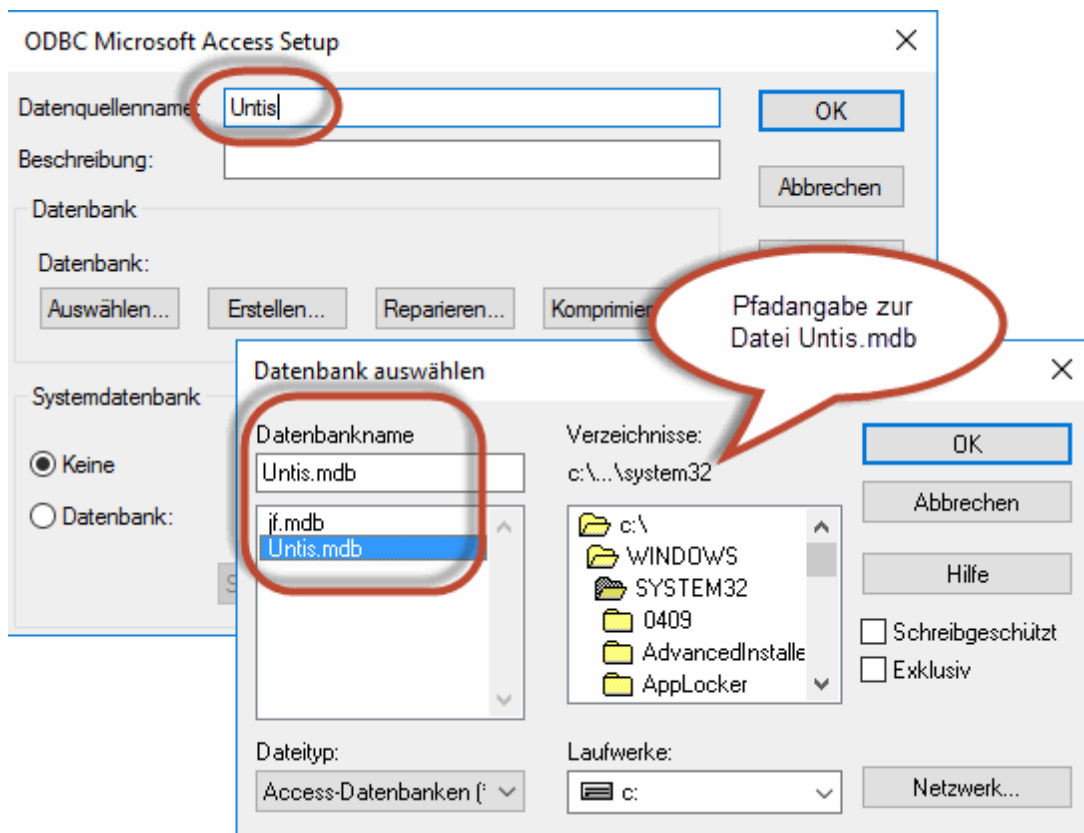 ODBC Microsoft Access Setup
Datenquellenname:
Untis
OK
Beschreibung:
Abbrechen
Datenbank
Datenbank:
Auswählen...
Erstellen...
Reparieren...
Komprimier
Pfadangabe zur
Datei Untis.mdb
Systemdatenbank
Keine
Datenbank:
S
Datenbank auswählen
Datenbankname
Untis.mdb
jf.mdb
Untis.mdb
Verzeichnisse:
c:\...\system32
c:\
WINDOWS
SYSTEM32
0409
AdvancedInstalle
AppLocker
OK
Abbrechen
Hilfe
Schreibgeschützt
Exklusiv
Dateityp:
Access-Datenbanken (*
Laufwerke:
c:
Netzwerk...